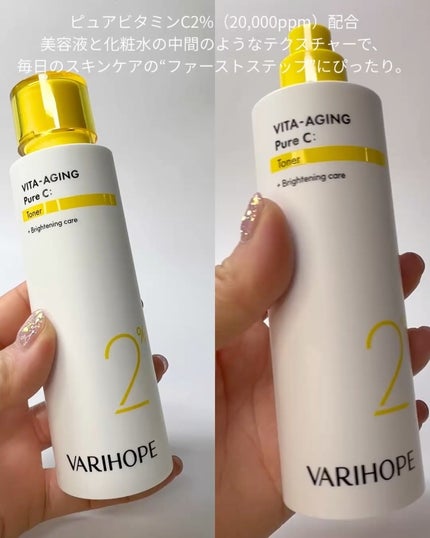 ピュアビタミンC2%（20,000ppm）配合
美容液と化粧水の中間のようなテクスチャーで、
毎日のスキンケアの“ファーストステップ”にぴったり。
VITA-AGING
Pure C:
Toner
+ Brightening care
2%
VARIHOPE
VITA-AGING
Pure C:
Toner
+ Brightening care
2
VARIHOPE